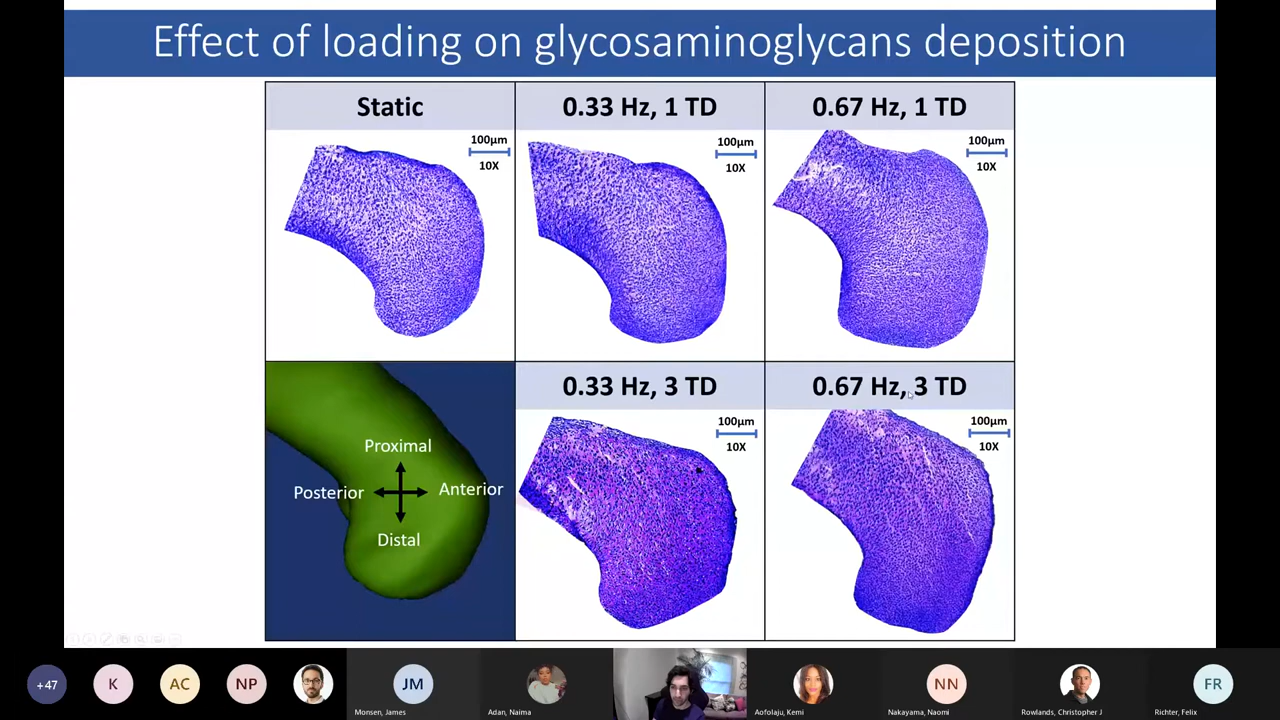 Effect of loading on glycosaminoglycans deposition
Static
0.33 Hz, 1 TD
0.67 Hz, 1 TD
100µm
10X
100µm
10X
100µm
10X
0.33 Hz, 3 TD
0.67 Hz, 3 TD
Proximal
Posterior
Anterior
Distal
100µm
10X
100µm
10X
+47
K
AC
NP
JM
NN
FR
Monsen, James
Adan, Naima
Aofolaju, Kemi
Nakayama, Naomi
Rowlands, Christopher J
Richter, Felix